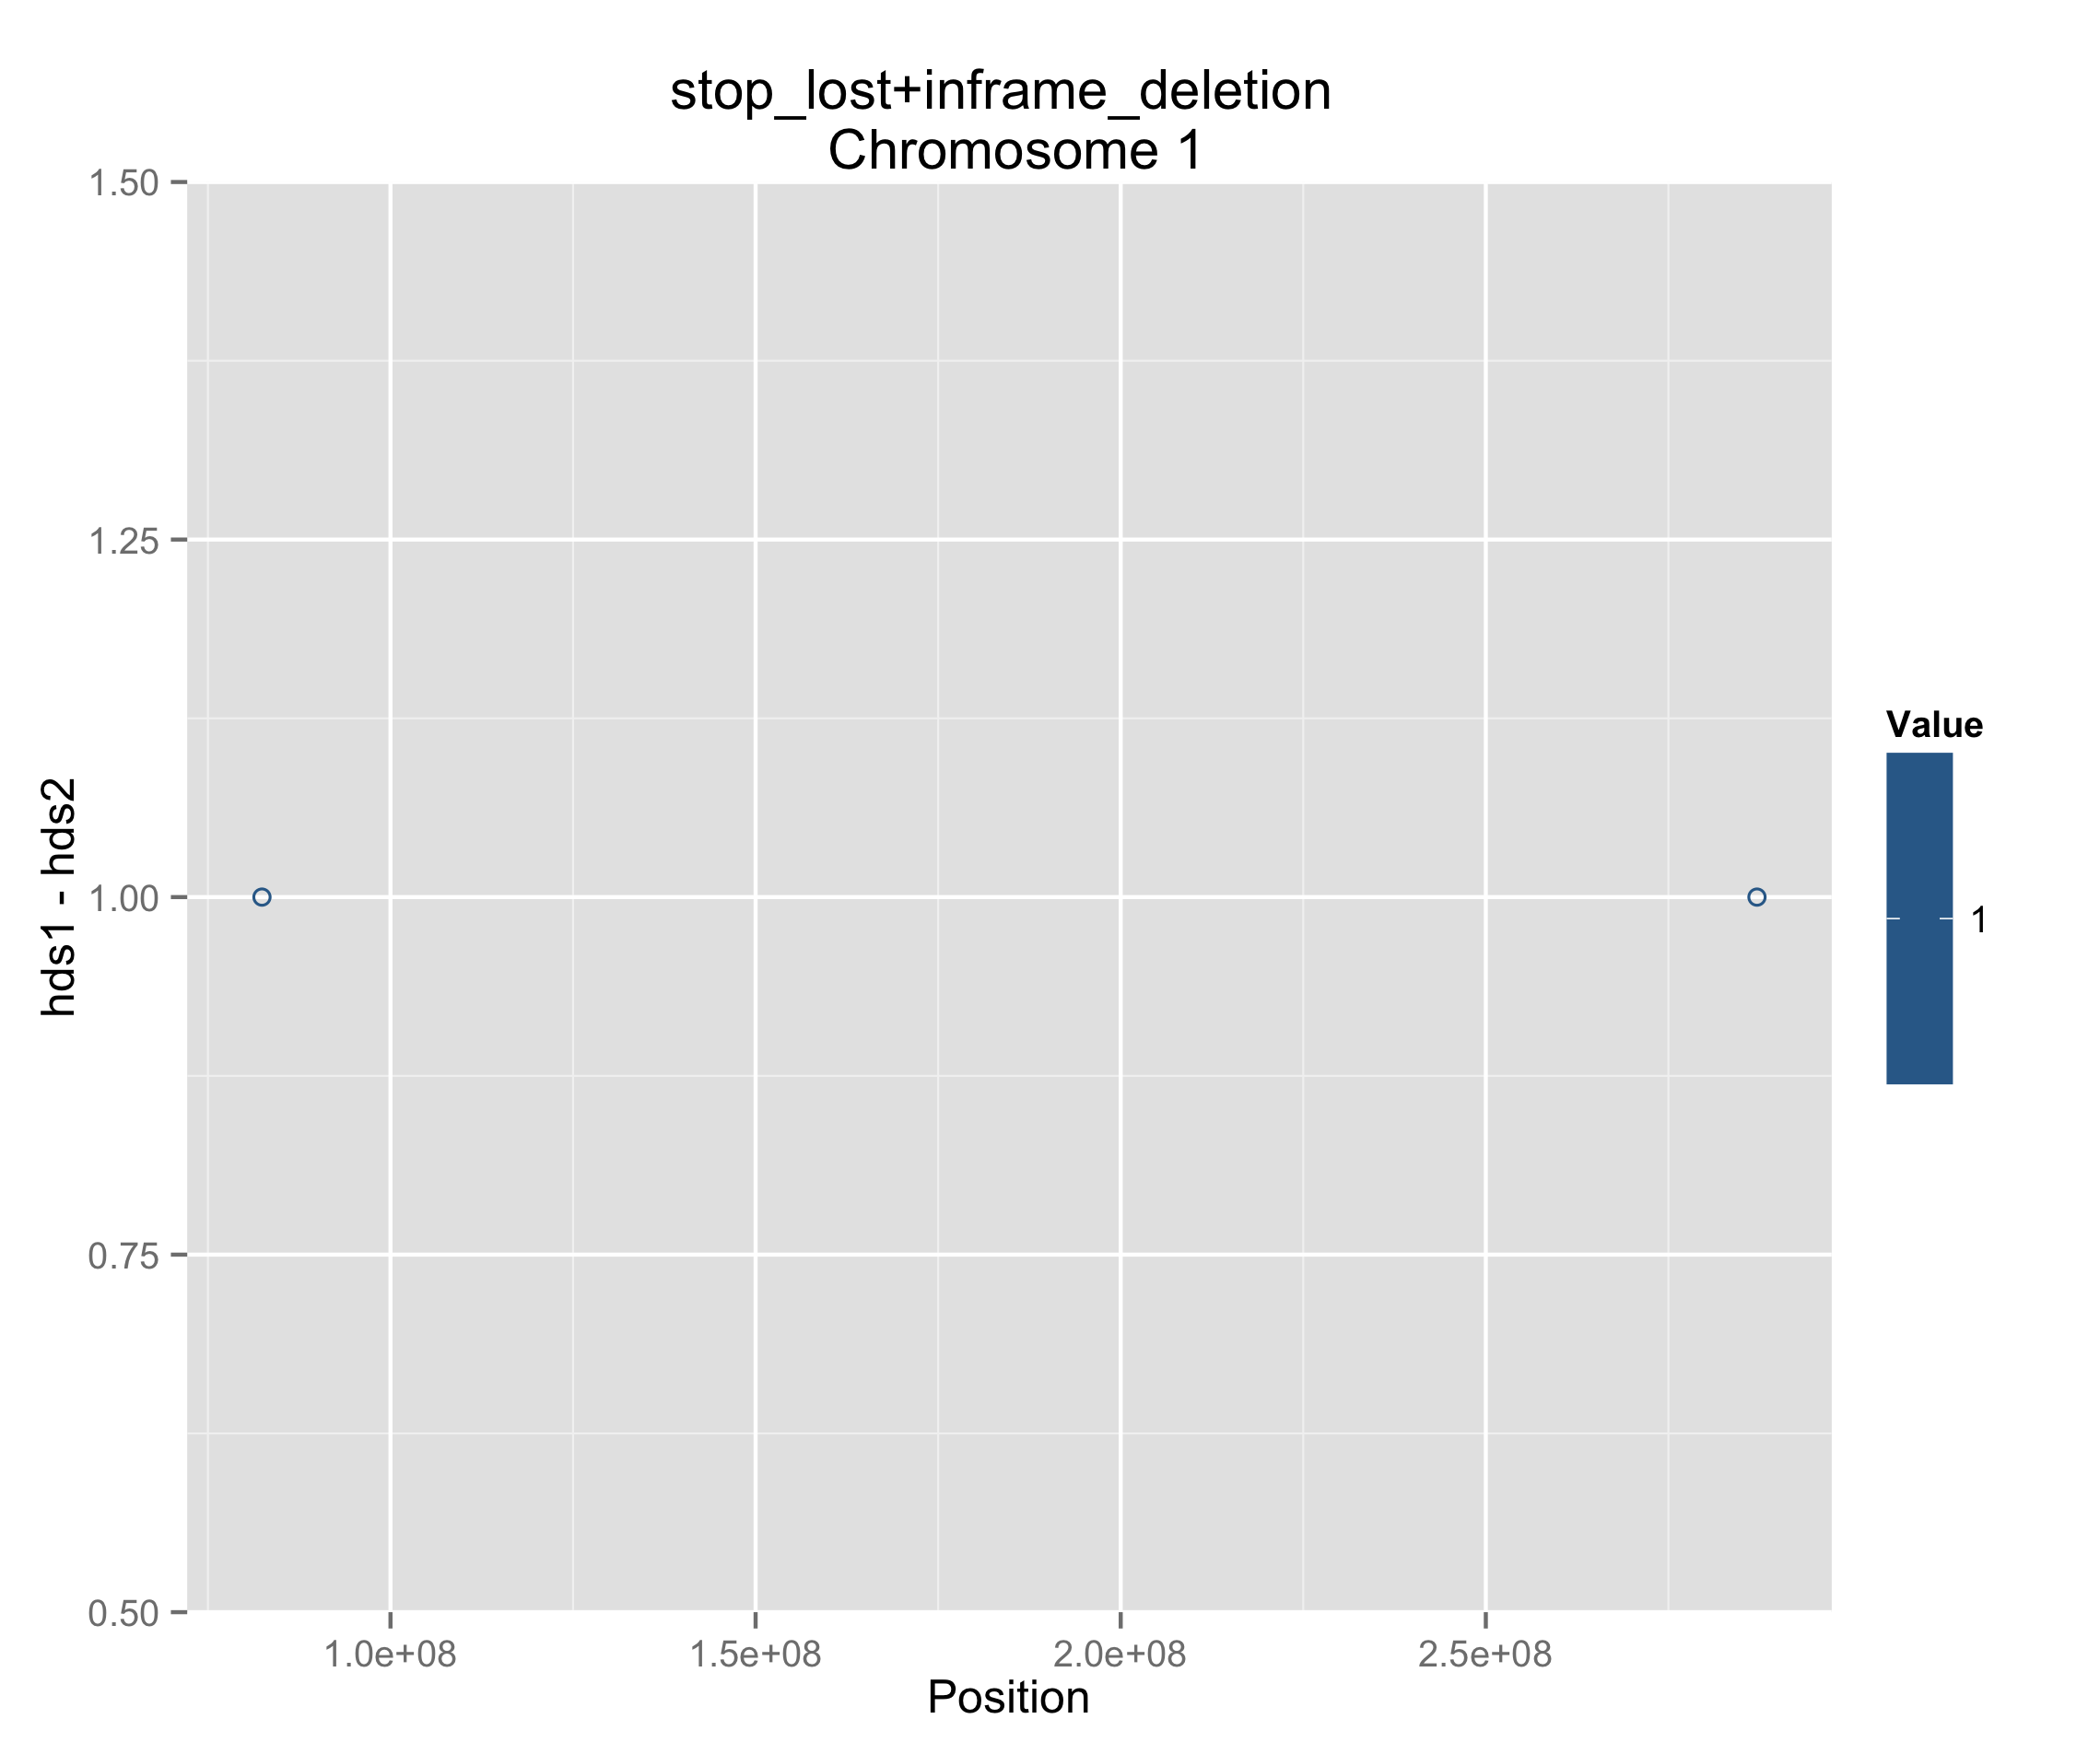 stop_lost+inframe_deletion
Chromosome 1
1.50
1.25
1.00
0.75
0.50
hds1 - hds2
1.0e+08
1.5e+08
2.0e+08
2.5e+08
Position
Value
1